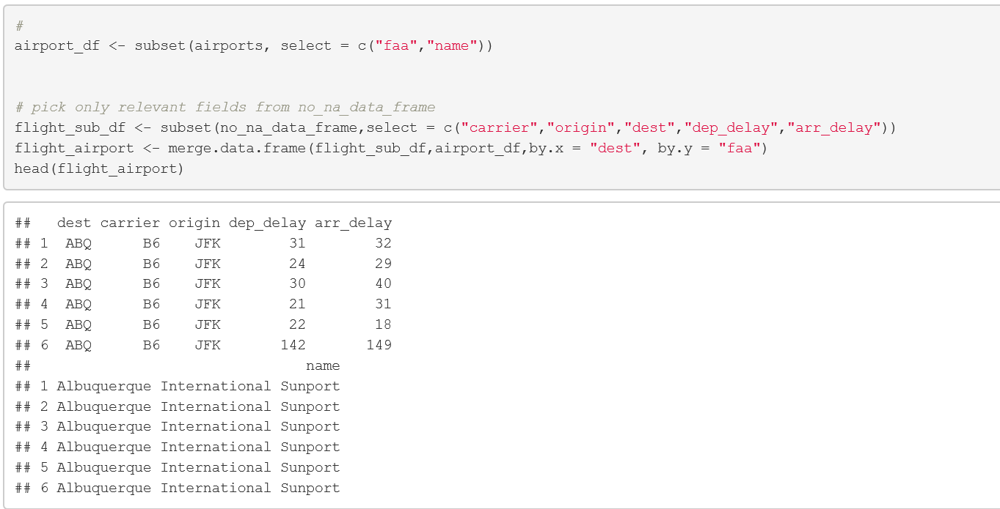 #
airport_df <- subset(airports, select = c("faa","name"))
# pick only relevant fields from no_na_data_frame
flight_sub_df <- subset(no_na_data_frame,select = c("carrier","origin","dest","dep_delay","arr_delay"))
flight_airport <- merge.data.frame(flight_sub_df,airport_df,by.x = "dest", by.y = "faa")
head(flight_airport)
##   dest carrier origin dep_delay arr_delay
## 1  ABQ      B6    JFK        31        32
## 2  ABQ      B6    JFK        24        29
## 3  ABQ      B6    JFK        30        40
## 4  ABQ      B6    JFK        21        31
## 5  ABQ      B6    JFK        22        18
## 6  ABQ      B6    JFK       142       149
##                                name
## 1 Albuquerque International Sunport
## 2 Albuquerque International Sunport
## 3 Albuquerque International Sunport
## 4 Albuquerque International Sunport
## 5 Albuquerque International Sunport
## 6 Albuquerque International Sunport